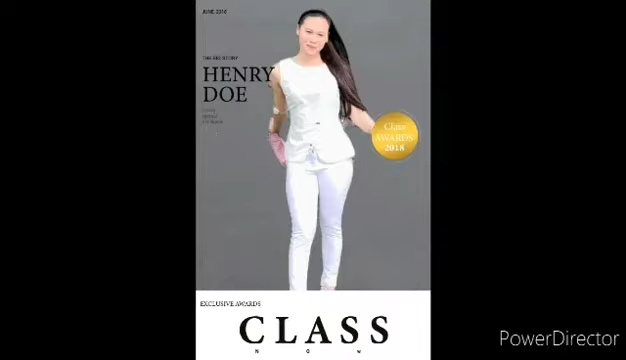 JUNE 2018
THE BIG STORY
HENRY
DOE
Class
AWARDS
2018
EXCLUSIVE AWARDS
CLASS
N O W
PowerDirector